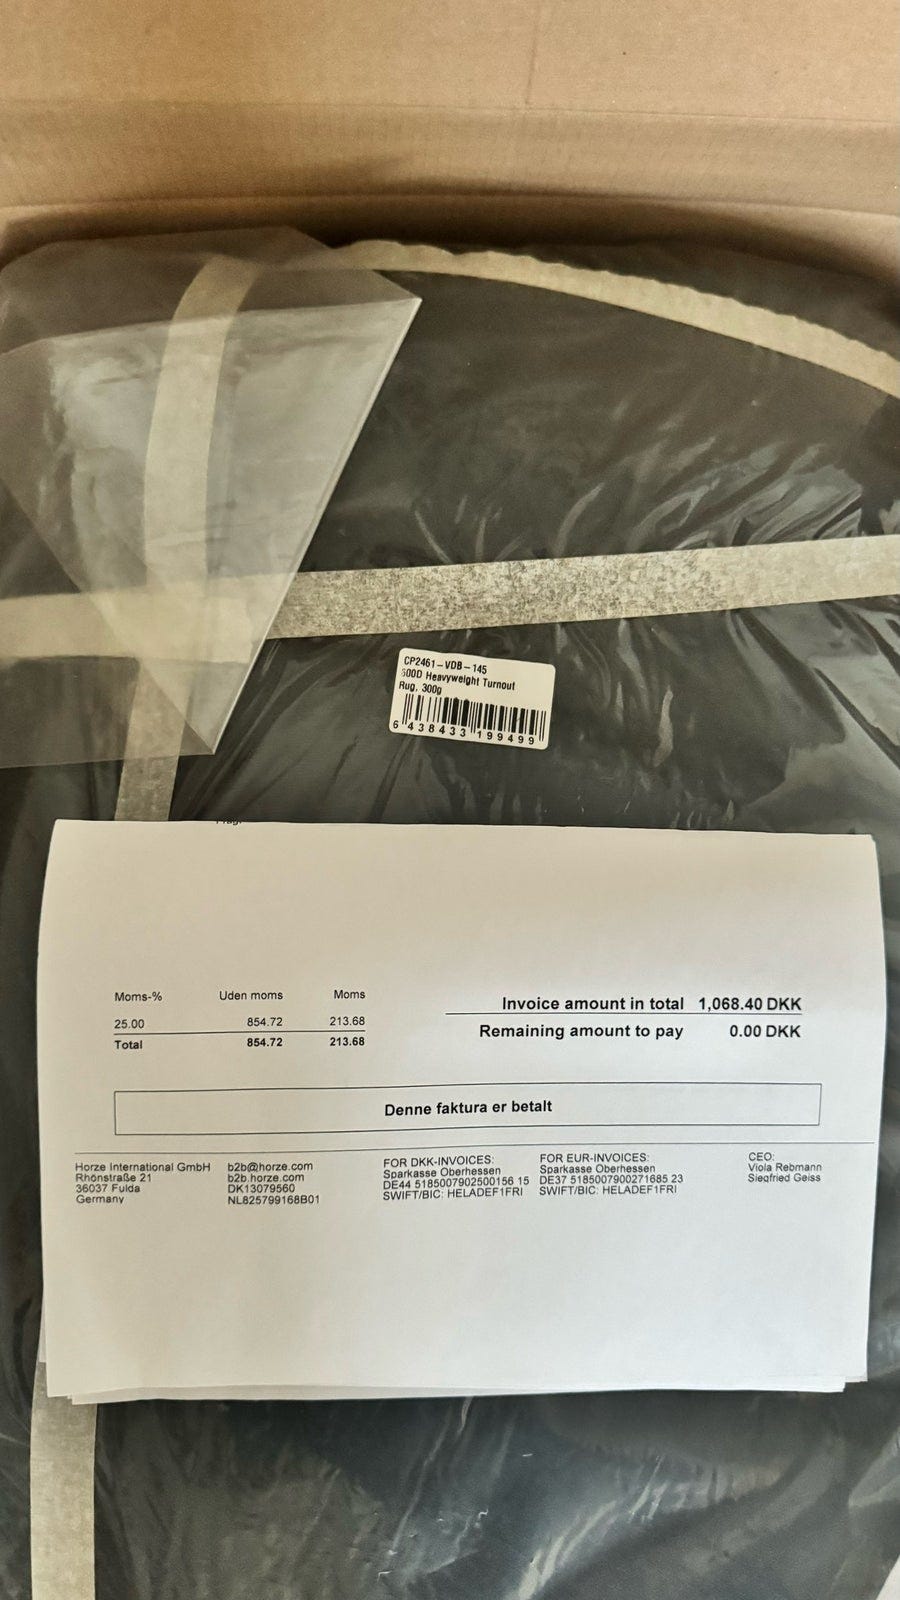 CP2461-VDB-145
600D Heavyweight Turnout
Rug, 300g
6 438433 199499
Moms-% Uden moms Moms
25.00 854.72 213.68
Total 854.72 213.68
Invoice amount in total 1,068.40 DKK
Remaining amount to pay 0.00 DKK
Denne faktura er betalt
Horze International GmbH
Rhönstraße 21
36037 Fulda
Germany
b2b@horze.com
b2b.horze.com
DK13079560
NL825799168B01
FOR DKK-INVOICES:
Sparkasse Oberhessen
DE44 5185007902500156 15
SWIFT/BIC: HELADEF1FRI
FOR EUR-INVOICES:
Sparkasse Oberhessen
DE37 5185007900271685 23
SWIFT/BIC: HELADEF1FRI
CEO:
Viola Rebmann
Siegfried Geiss